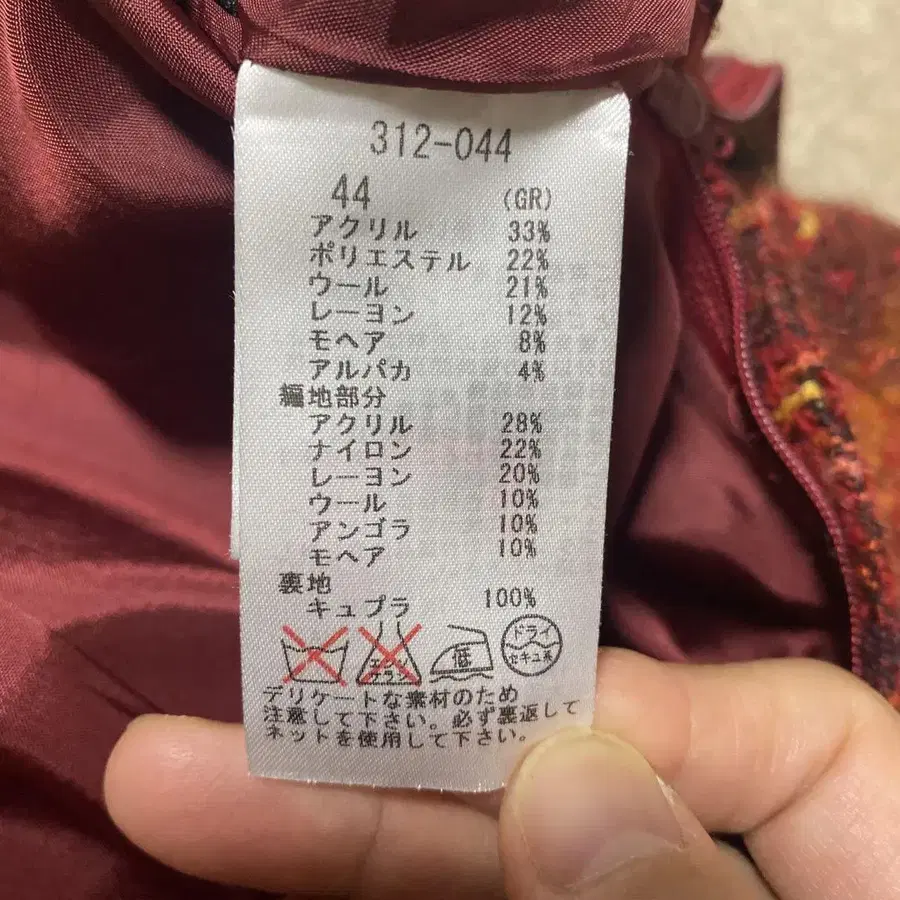 312-044
44 (GR)
アクリル 33%
ポリエステル 22%
ウール 21%
レーヨン 12%
モヘア 8%
アルパカ 4%
編地部分
アクリル 28%
ナイロン 22%
レーヨン 20%
ウール 10%
アンゴラ 10%
モヘア 10%
裏地
キュプラ 100%
エンソ
サラシ
低
ドライ
セキユ系
デリケートな素材のため
注意して下さい。必ず裏返して
ネットを使用して下さい。